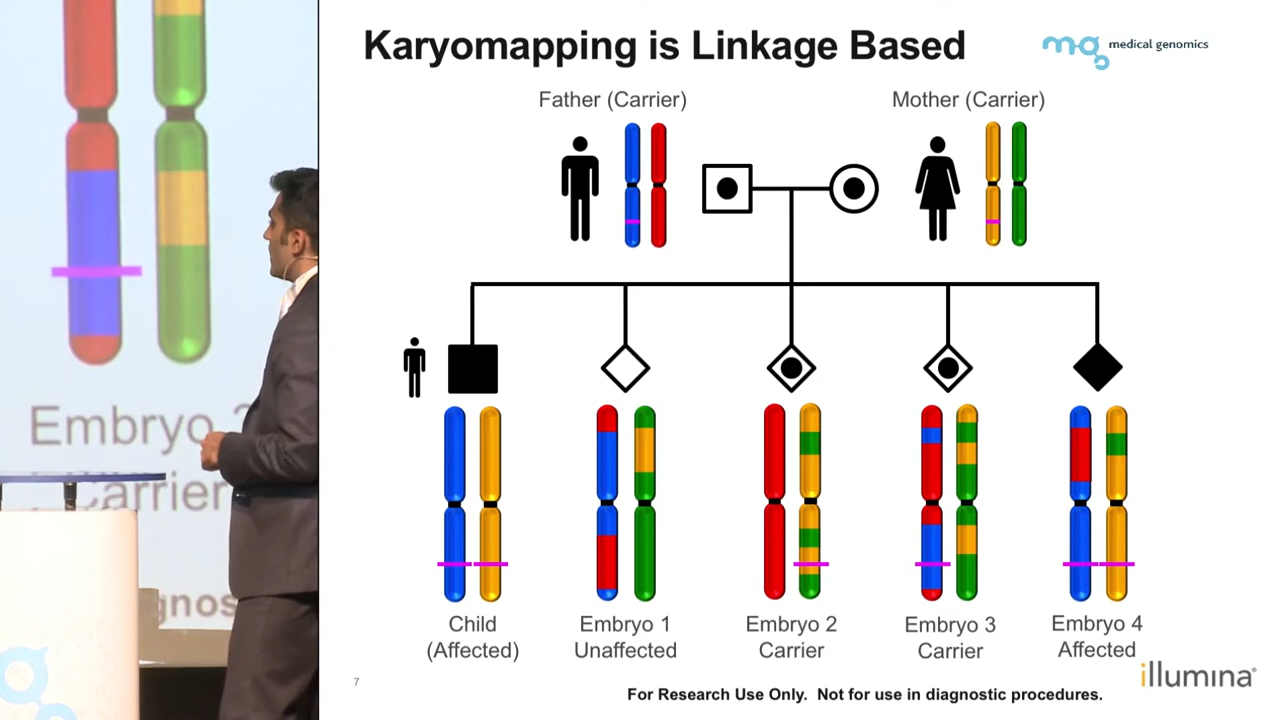 Karyomapping is Linkage Based
mg medical genomics
Father (Carrier)
Mother (Carrier)
Embryo
Carrier
Child
(Affected)
Embryo 1
Unaffected
Embryo 2
Carrier
Embryo 3
Carrier
Embryo 4
Affected
7
For Research Use Only. Not for use in diagnostic procedures.
illumina®